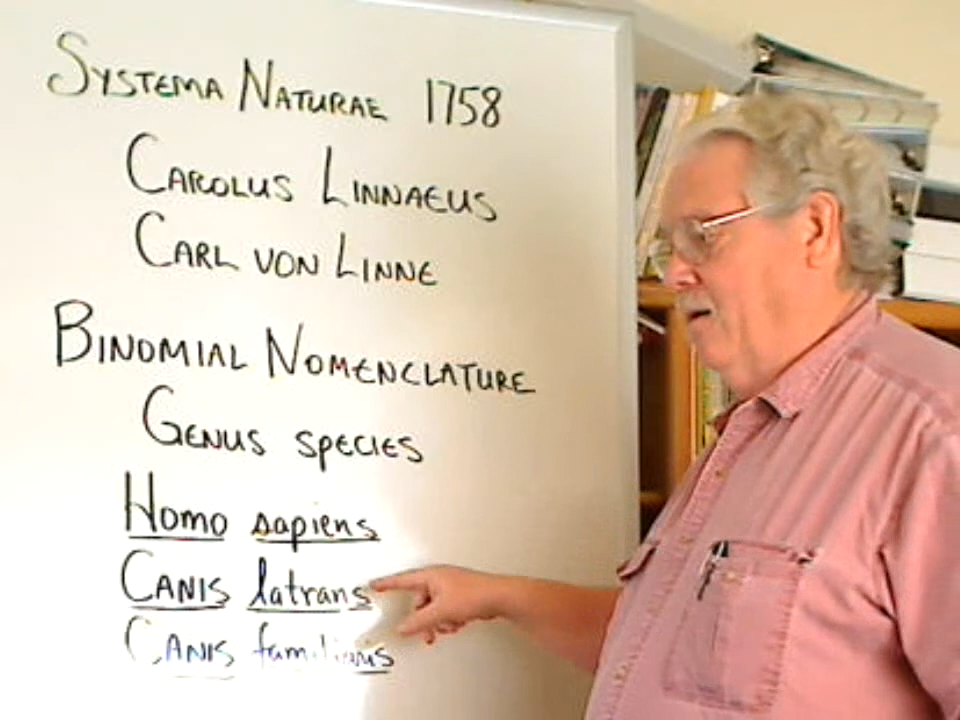 SYSTEMA NATURAE 1758
CAROLUS LINNAEUS
CARL VON LINNE
BINOMIAL NOMENCLATURE
GENUS SPECIES
Homo sapiens
CANIS latrans
CANIS familiaris